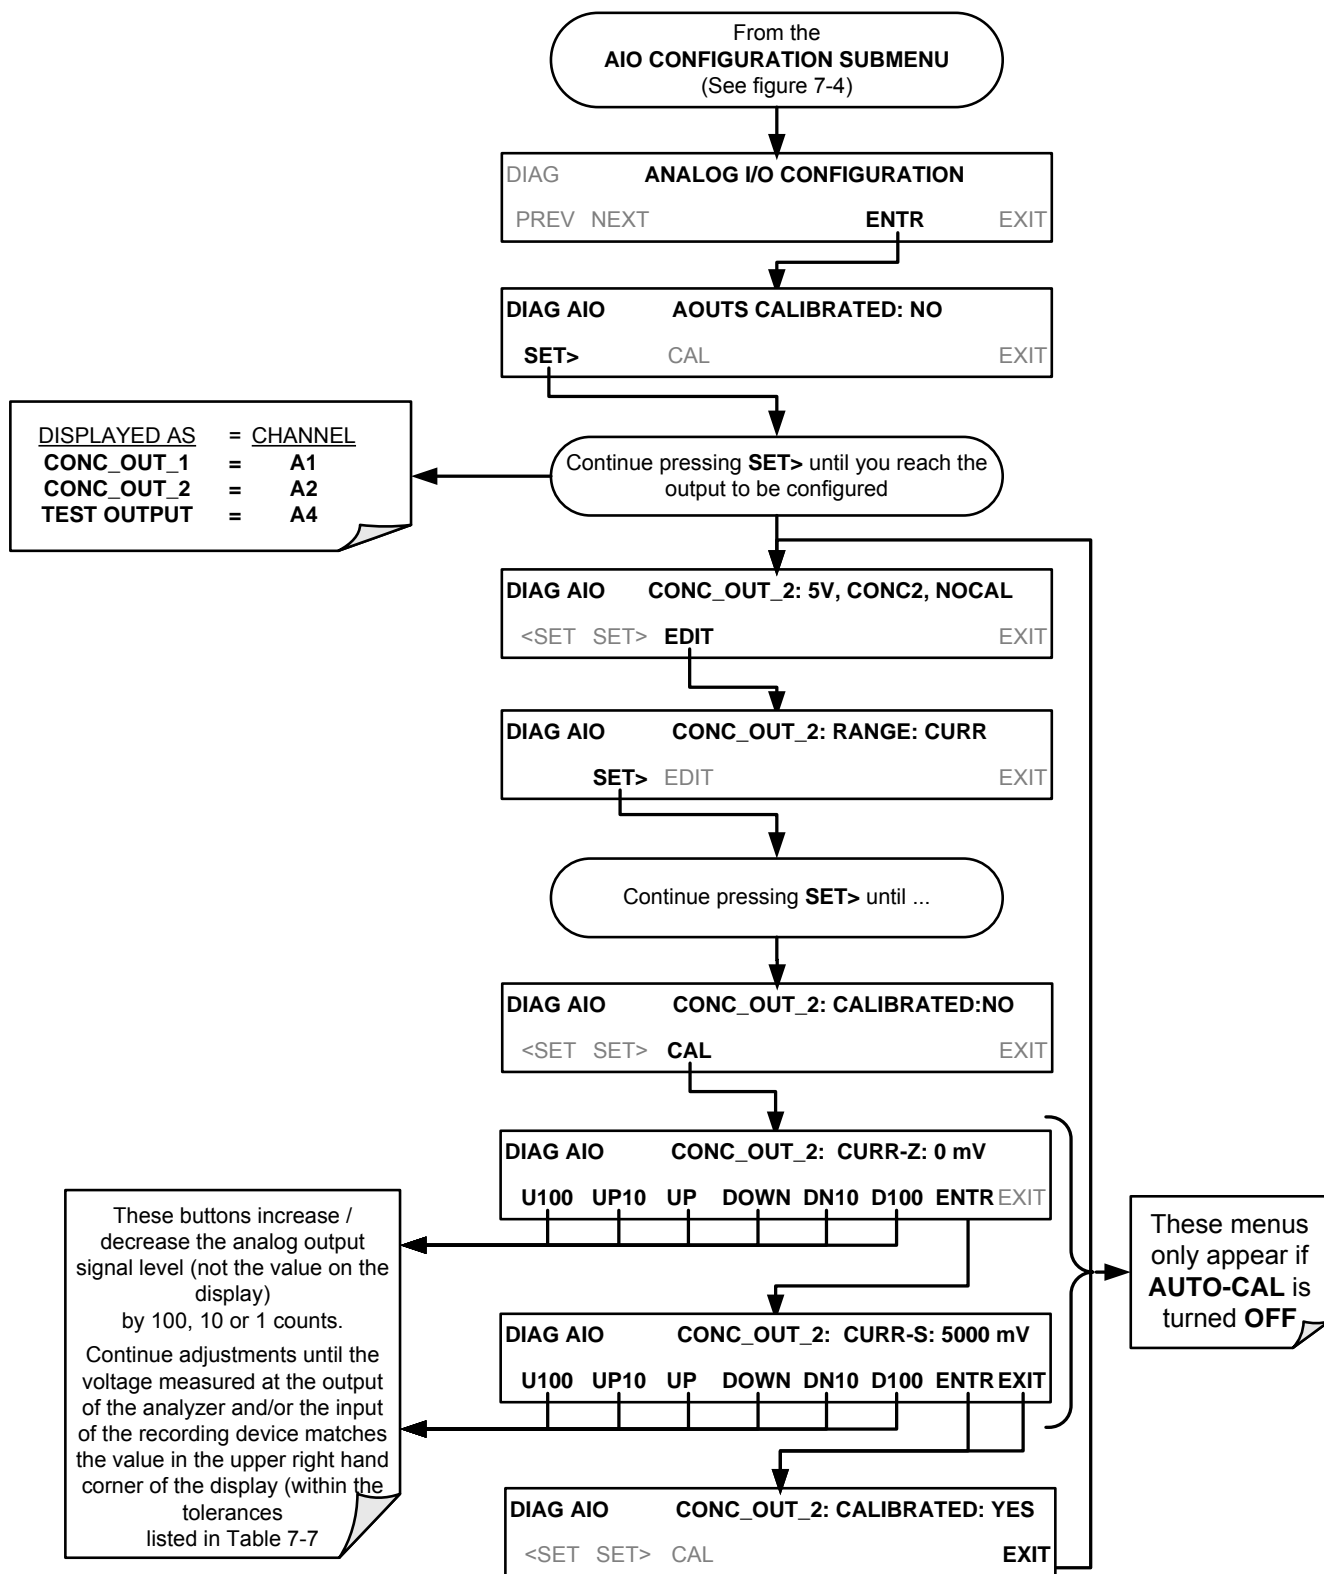 From the
AIO CONFIGURATION SUBMENU
(See figure 7-4)
DIAG ANALOG I/O CONFIGURATION
PREV NEXT ENTR EXIT
DIAG AIO AOUTS CALIBRATED: NO
SET> CAL EXIT
DISPLAYED AS = CHANNEL
CONC_OUT_1 = A1
CONC_OUT_2 = A2
TEST OUTPUT = A4
Continue pressing SET> until you reach the
output to be configured
DIAG AIO CONC_OUT_2: 5V, CONC2, NOCAL
<SET SET> EDIT EXIT
DIAG AIO CONC_OUT_2: RANGE: CURR
SET> EDIT EXIT
Continue pressing SET> until ...
DIAG AIO CONC_OUT_2: CALIBRATED:NO
<SET SET> CAL EXIT
DIAG AIO CONC_OUT_2: CURR-Z: 0 mV
U100 UP10 UP DOWN DN10 D100 ENTR EXIT
These buttons increase /
decrease the analog output
signal level (not the value on the
display)
by 100, 10 or 1 counts.
Continue adjustments until the
voltage measured at the output
of the analyzer and/or the input
of the recording device matches
the value in the upper right hand
corner of the display (within the
tolerances
listed in Table 7-7
These menus
only appear if
AUTO-CAL is
turned OFF
DIAG AIO CONC_OUT_2: CURR-S: 5000 mV
U100 UP10 UP DOWN DN10 D100 ENTR EXIT
DIAG AIO CONC_OUT_2: CALIBRATED: YES
<SET SET> CAL EXIT